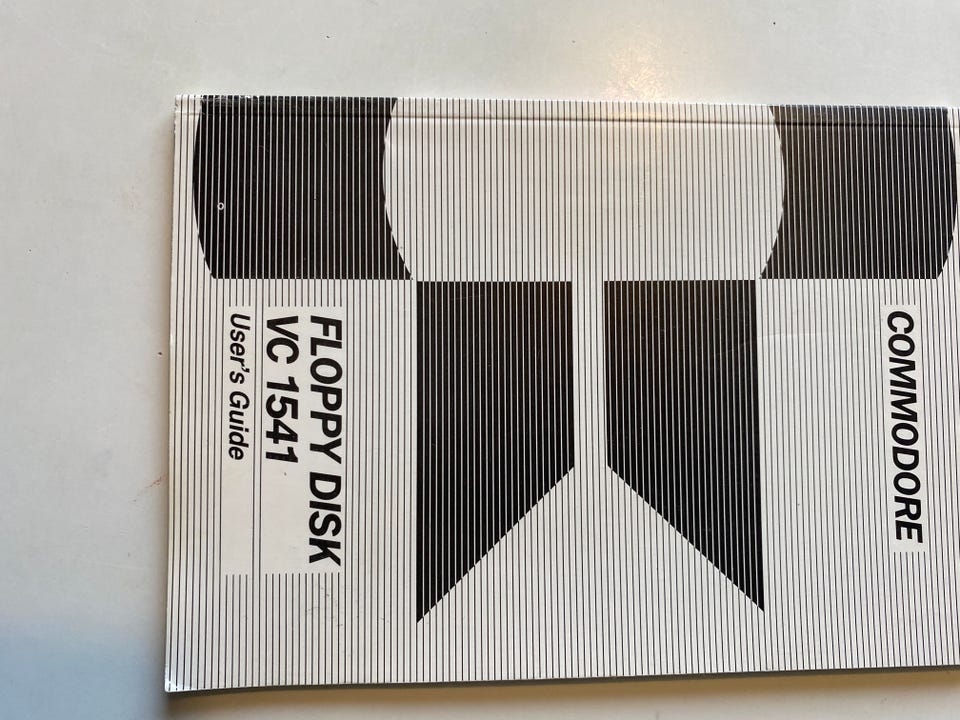 COMMODORE
FLOPPY DISK
VC 1541
User's Guide